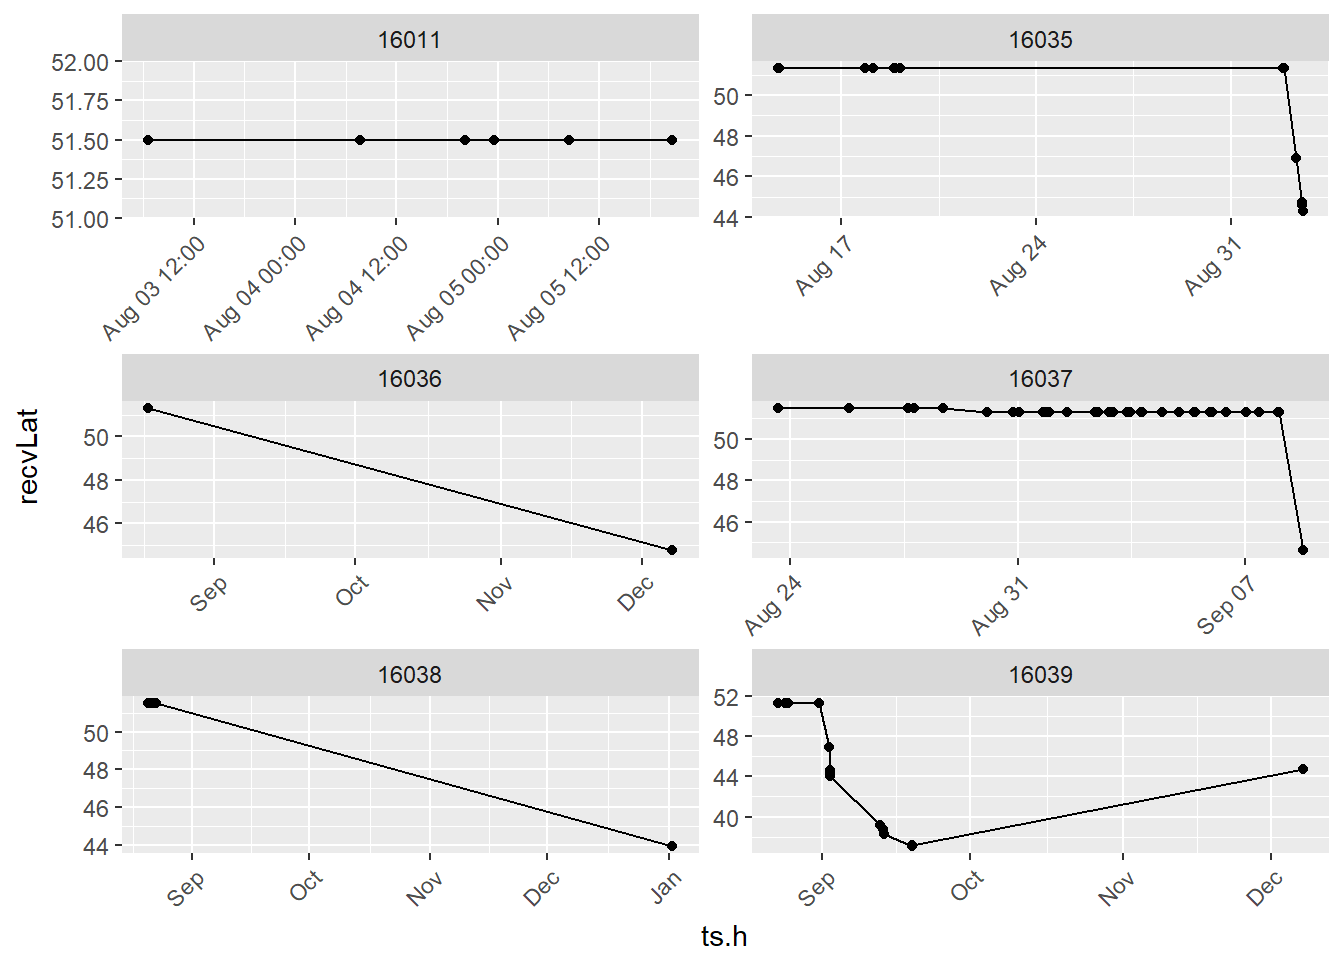 16011
52.00
51.75
51.50
51.25
51.00
Aug 03 12:00
Aug 04 00:00
Aug 04 12:00
Aug 05 00:00
Aug 05 12:00
16035
50
48
46
44
Aug 17
Aug 24
Aug 31
recvLat
16036
50
48
46
Sep
Oct
Nov
Dec
16037
50
48
46
Aug 24
Aug 31
Sep 07
16038
50
48
46
44
Sep
Oct
Nov
Dec
Jan
16039
52
48
44
40
Sep
Oct
Nov
Dec
ts.h